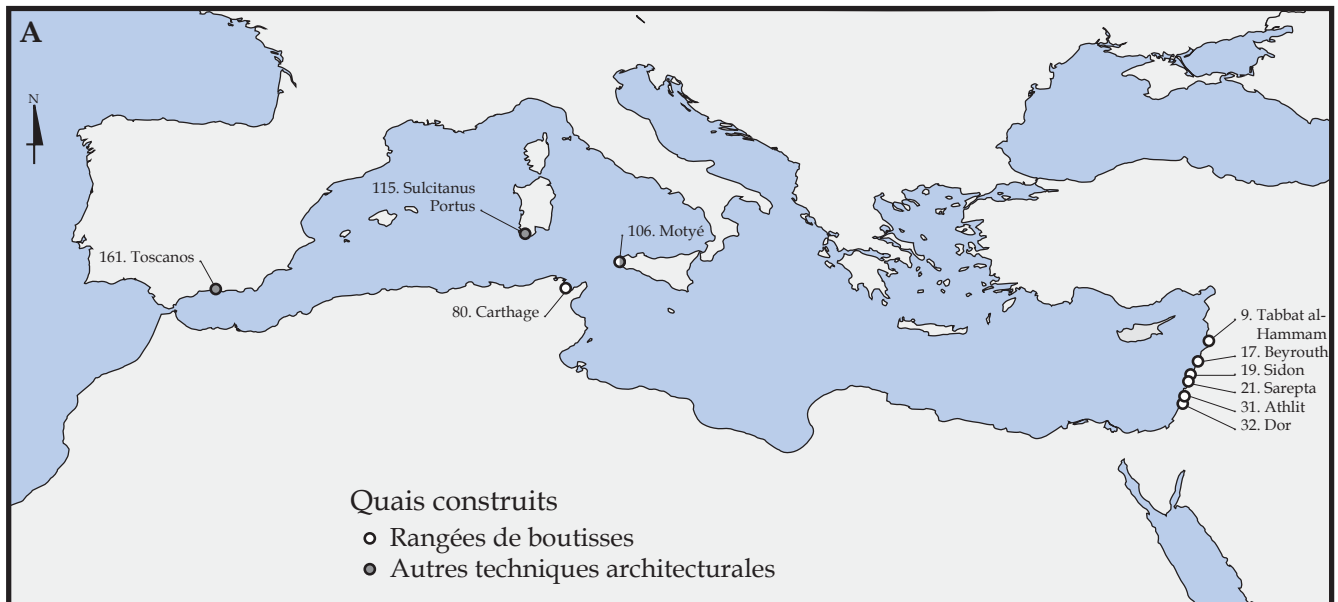 A
N
115. Sulcitanus
Portus
106. Motyé
161. Toscanos
80. Carthage
9. Tabbat al-
Hammam
17. Beyrouth
19. Sidon
21. Sarepta
31. Athlit
32. Dor
Quais construits
Rangées de boutisses
Autres techniques architecturales